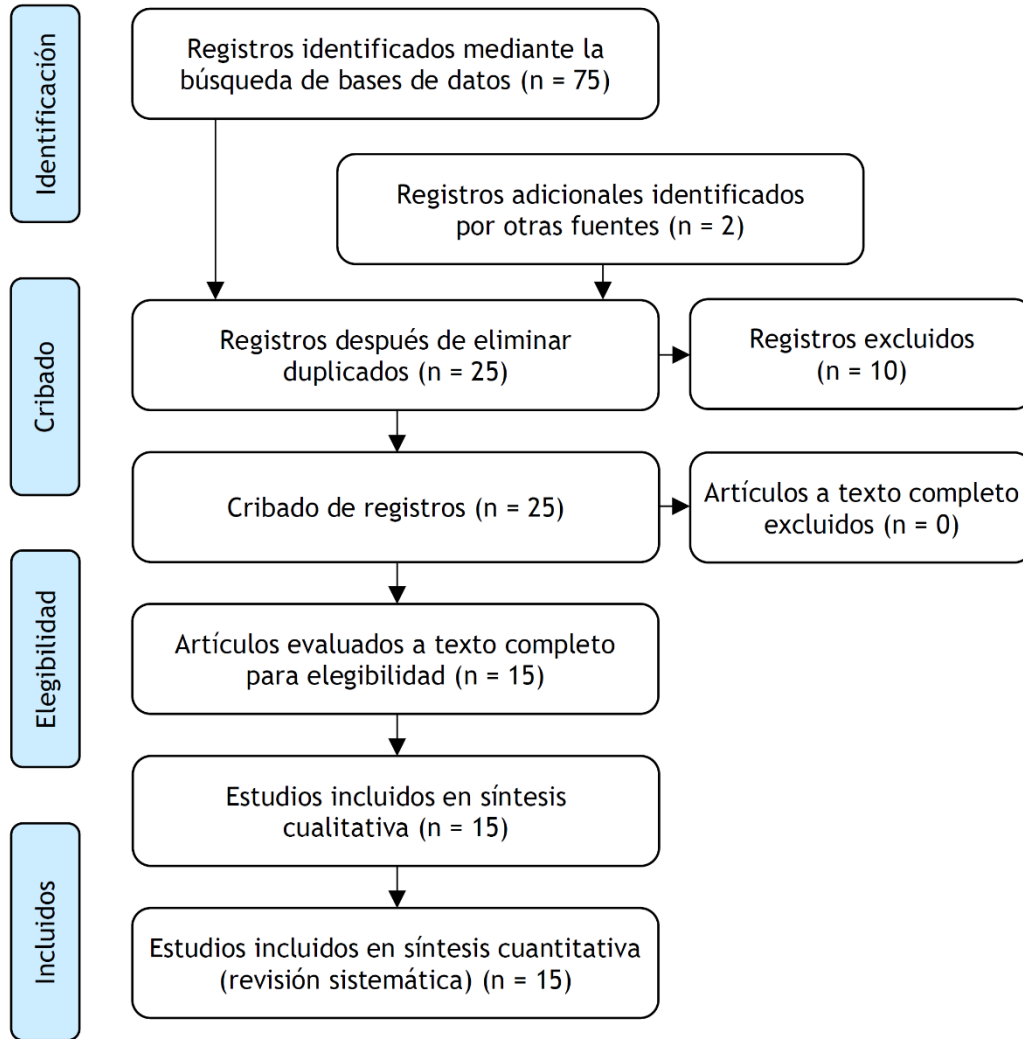 Identificación
Registros identificados mediante la
búsqueda de bases de datos (n = 75)
Registros adicionales identificados
por otras fuentes (n = 2)
Cribado
Registros después de eliminar
duplicados (n = 25)
Registros excluidos
(n = 10)
Cribado de registros (n = 25)
Artículos a texto completo
excluidos (n = 0)
Elegibilidad
Artículos evaluados a texto completo
para elegibilidad (n = 15)
Estudios incluidos en síntesis
cualitativa (n = 15)
Incluidos
Estudios incluidos en síntesis cuantitativa
(revisión sistemática) (n = 15)